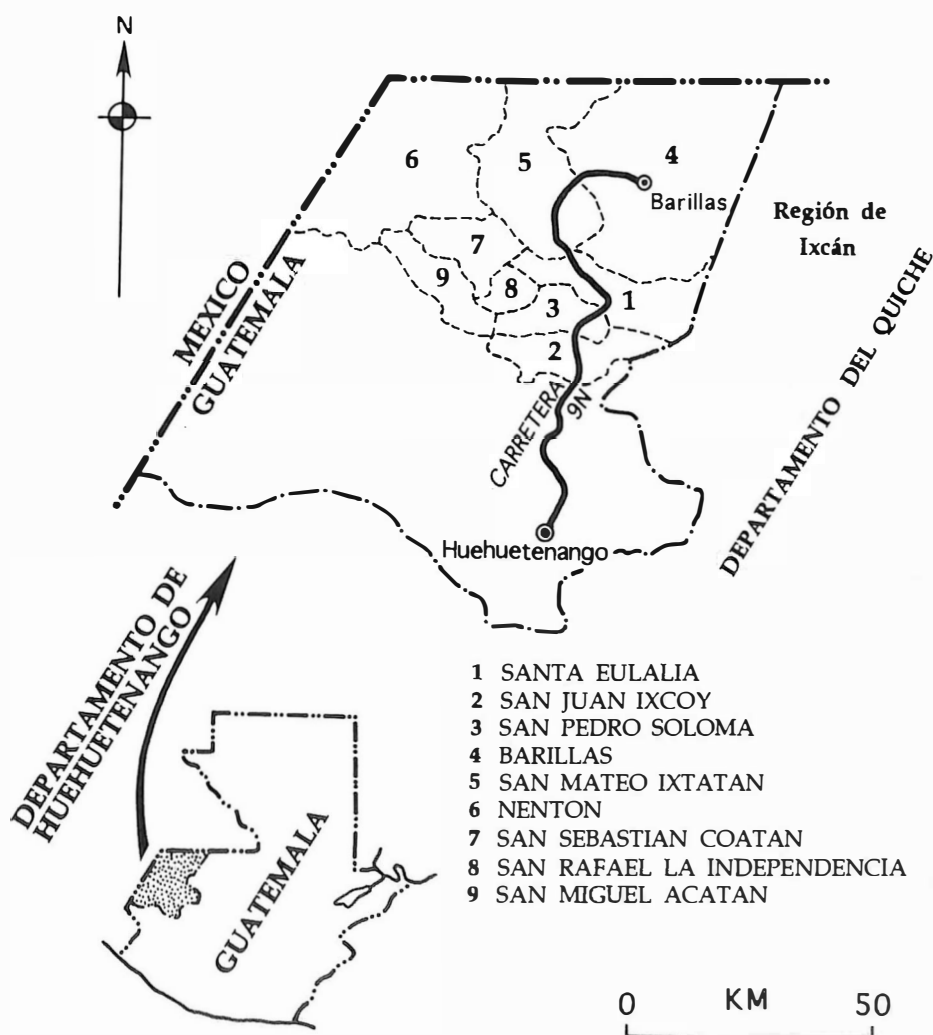 N
6
5
4
Barillas
Región de
Ixcán
7
9
8
3
1
2
MEXICO
GUATEMALA
CARRETERA
9N
DEPARTAMENTO DEL QUICHE
Huehuetenango
DEPARTAMENTO DE
HUEHUETENANGO
GUATEMALA
1 SANTA EULALIA
2 SAN JUAN IXCOY
3 SAN PEDRO SOLOMA
4 BARILLAS
5 SAN MATEO IXTATAN
6 NENTON
7 SAN SEBASTIAN COATAN
8 SAN RAFAEL LA INDEPENDENCIA
9 SAN MIGUEL ACATAN
0 KM 50